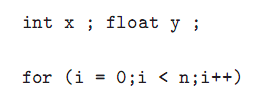 int x ; float y ;
for (i = 0;i < n;i++)